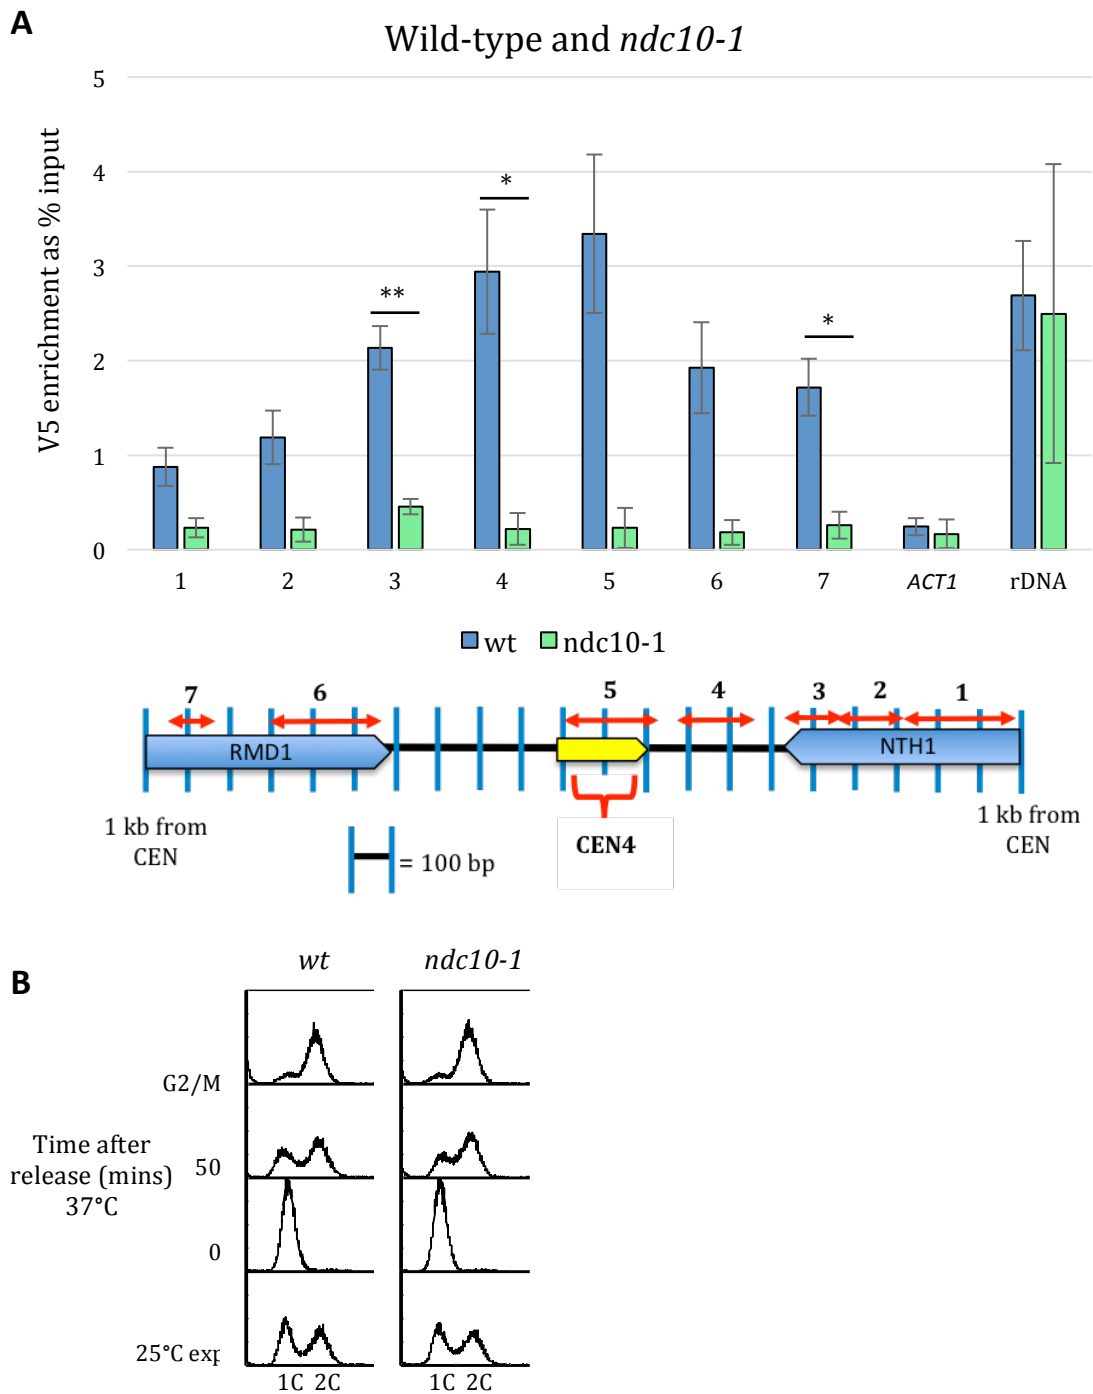 A
Wild-type and ndc10-1
V5 enrichment as % input
5
4
3
2
1
0
*
**
*
1 2 3 4 5 6 7 ACT1 rDNA
wt ndc10-1
7 6 5 4 3 2 1
RMD1 NTH1
1 kb from
CEN
= 100 bp
CEN4
1 kb from
CEN
B
wt ndc10-1
G2/M
Time after
release (mins)
37°C
50
0
25°C exp
1C 2C 1C 2C